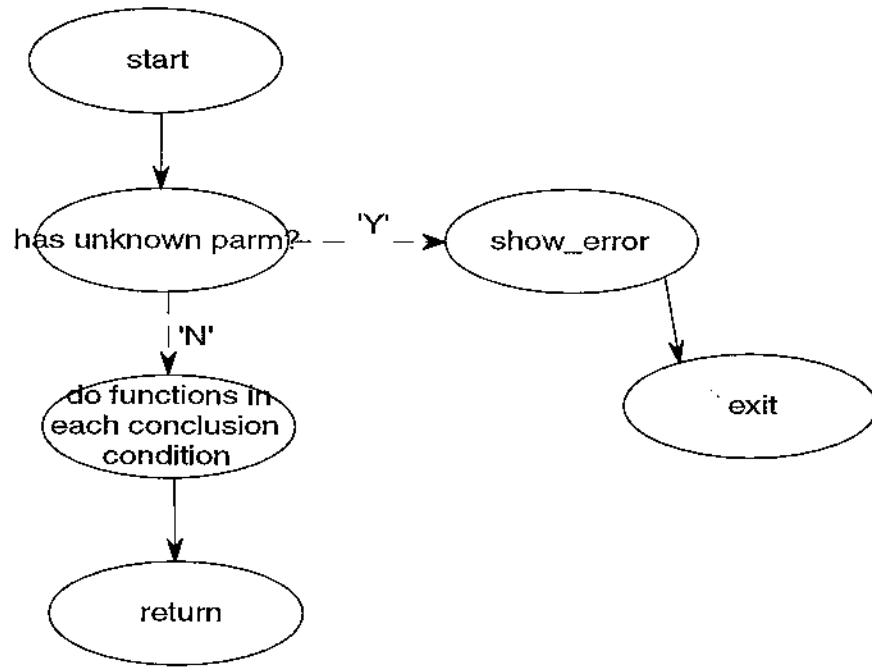 start
has unknown parm?
'Y'
show_error
'N'
do functions in
each conclusion
condition
exit
return